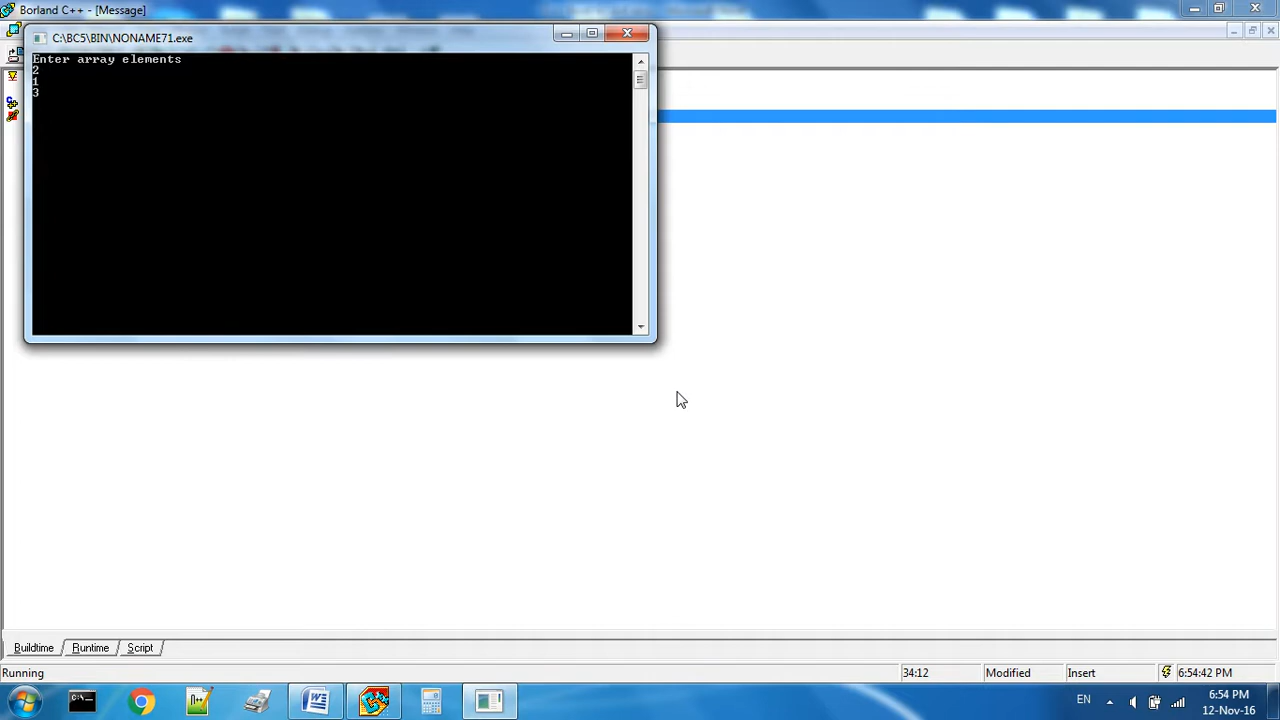 Borland C++ - [Message]
C:\BC5\BIN\NONAME71.exe
Enter array elements
2
1
3
Buildtime
Runtime
Script
Running
34:12
Modified
Insert
6:54:42 PM
EN
6:54 PM
12-Nov-16